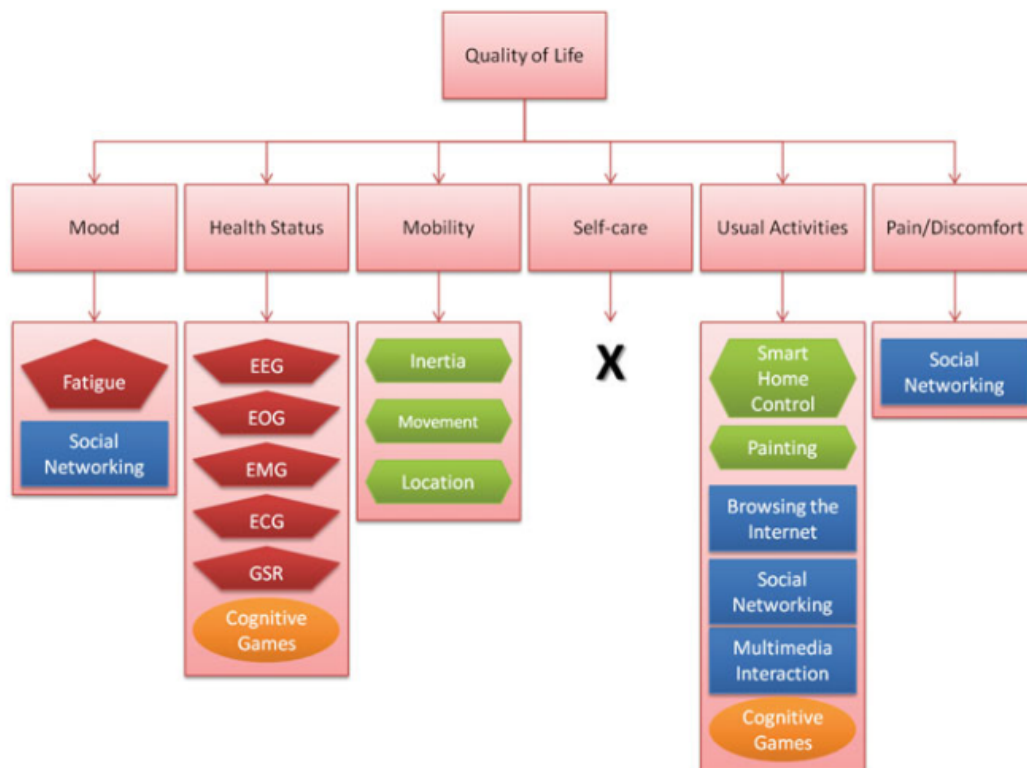 Quality of Life
Mood
Health Status
Mobility
Self-care
Usual Activities
Pain/Discomfort
Fatigue
Social
Networking
EEG
EOG
EMG
ECG
GSR
Cognitive
Games
Inertia
Movement
Location
X
Smart
Home
Control
Painting
Browsing the
Internet
Social
Networking
Multimedia
Interaction
Cognitive
Games
Social
Networking